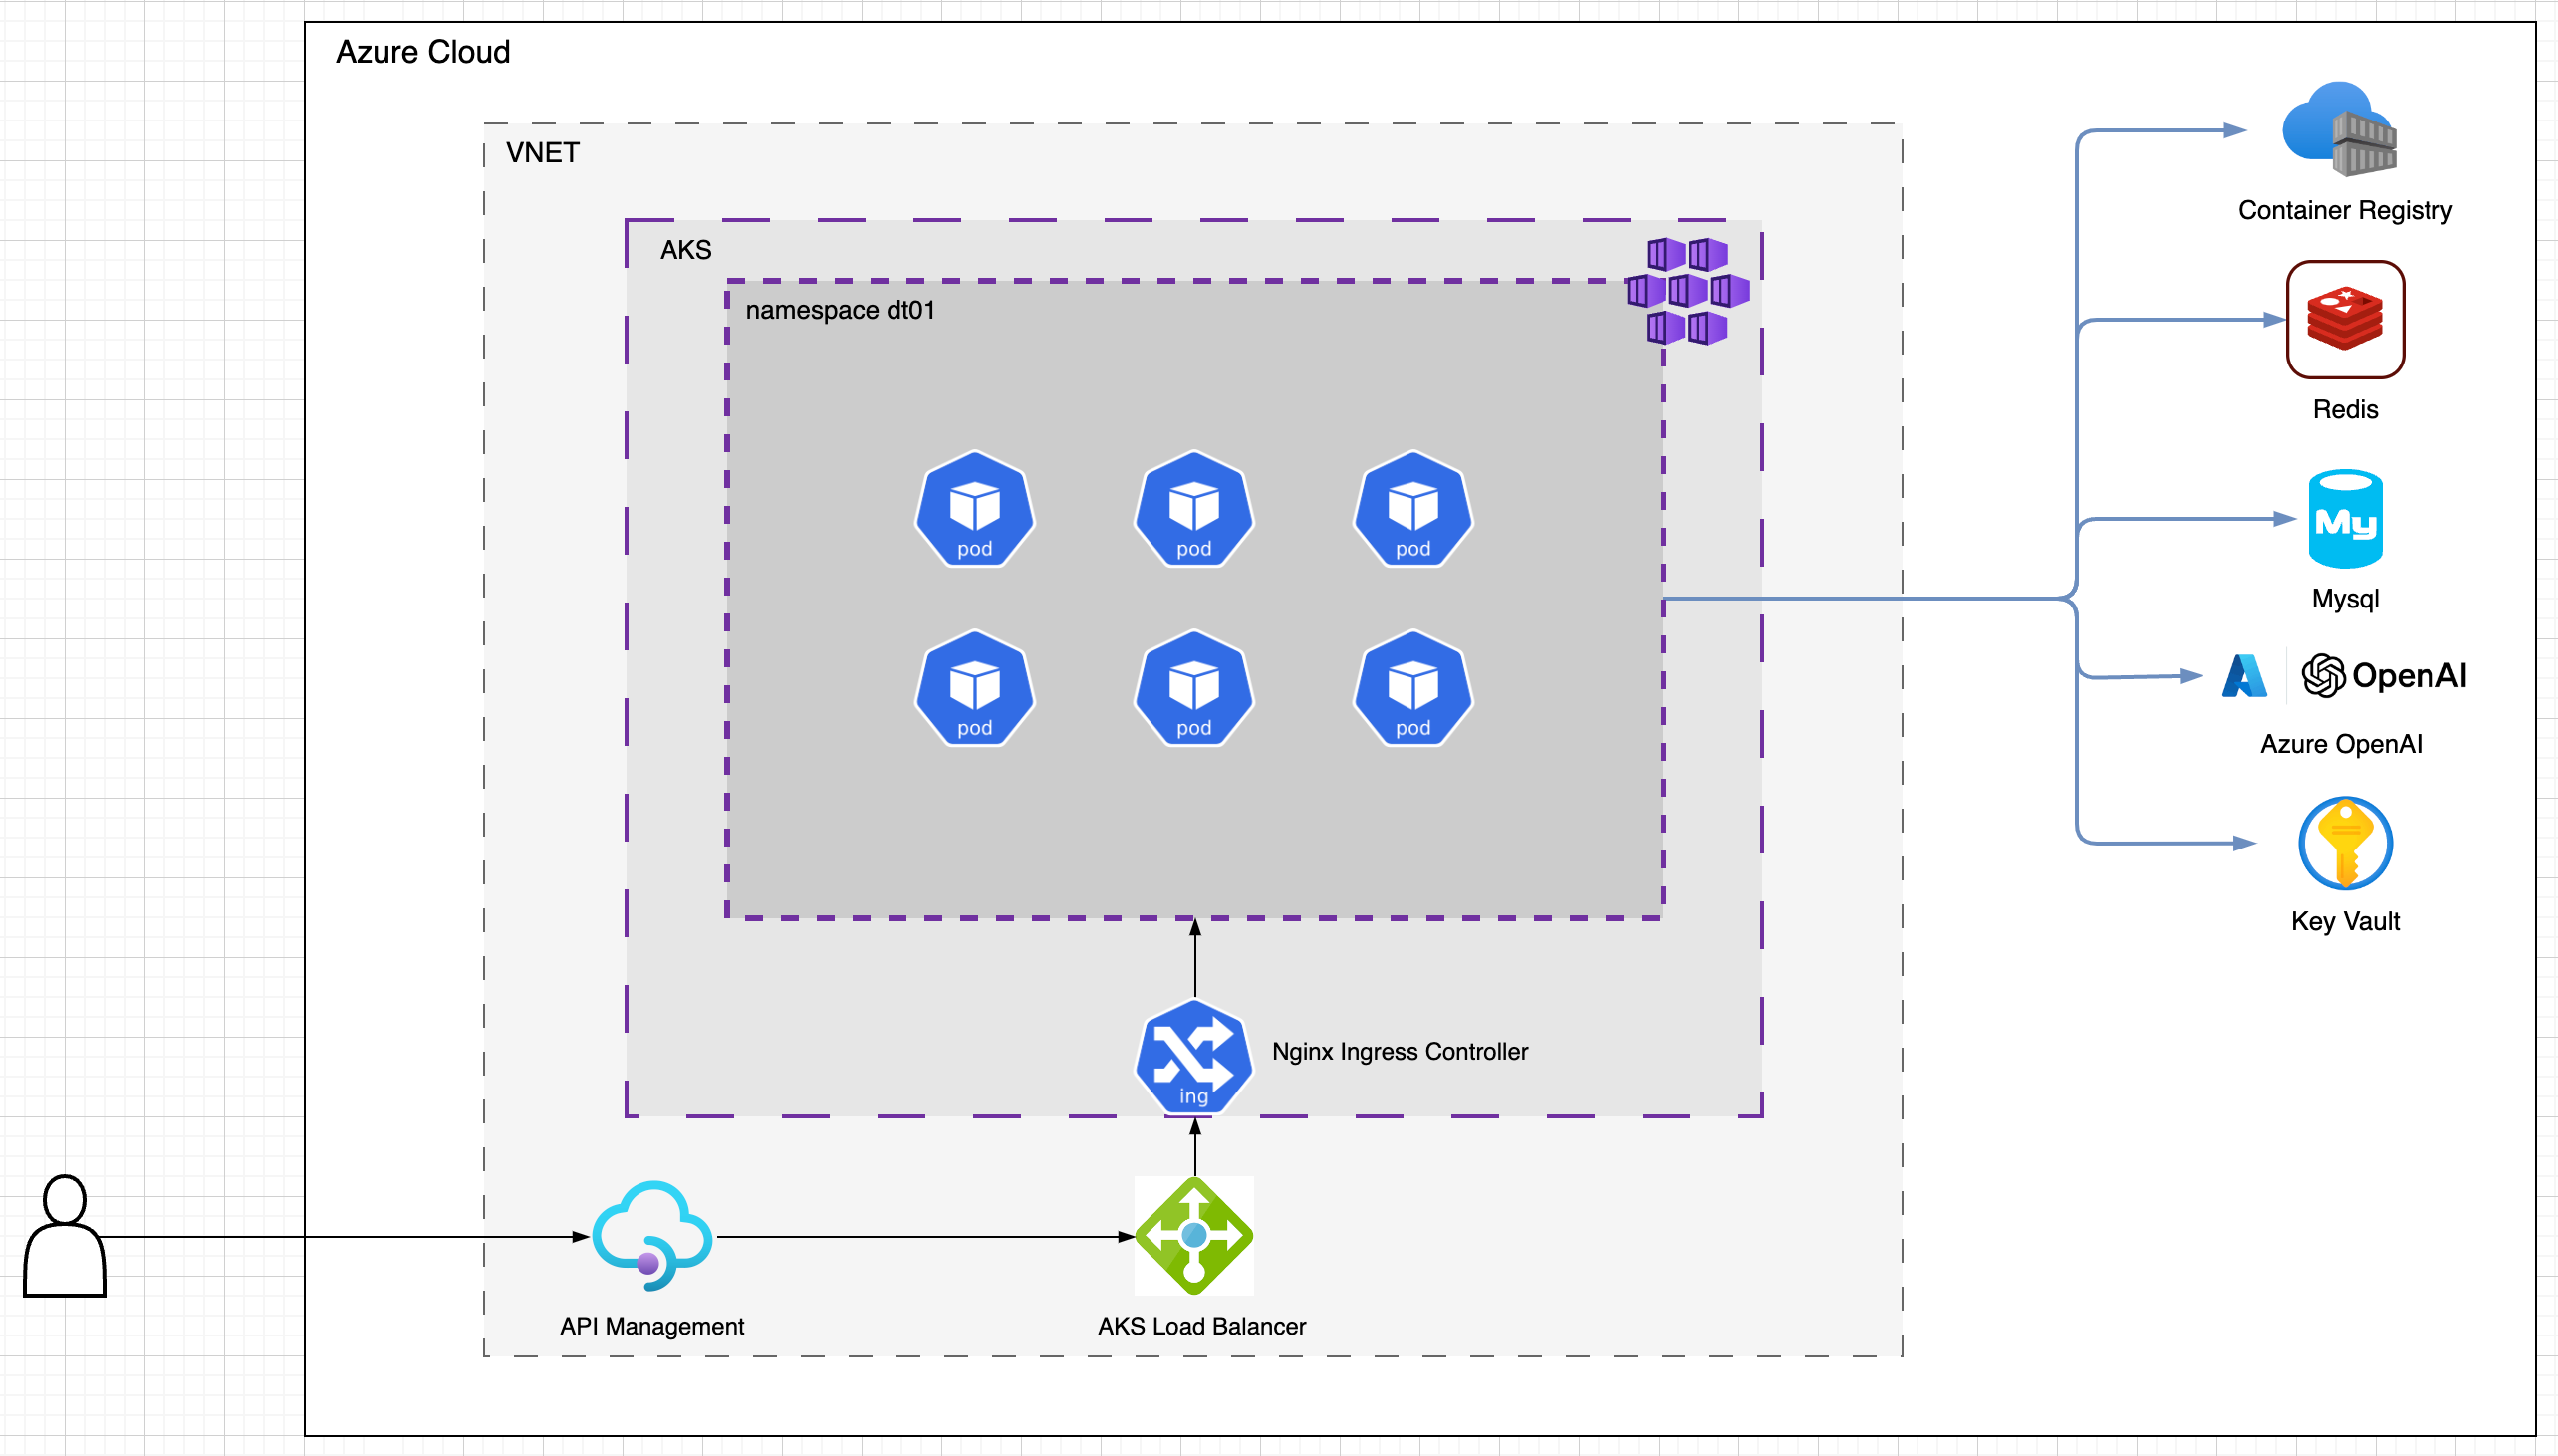 Azure Cloud
VNET
AKS
namespace dt01
pod
pod
pod
pod
pod
pod
Nginx Ingress Controller
ing
API Management
AKS Load Balancer
Container Registry
Redis
My
Mysql
OpenAI
Azure OpenAI
Key Vault